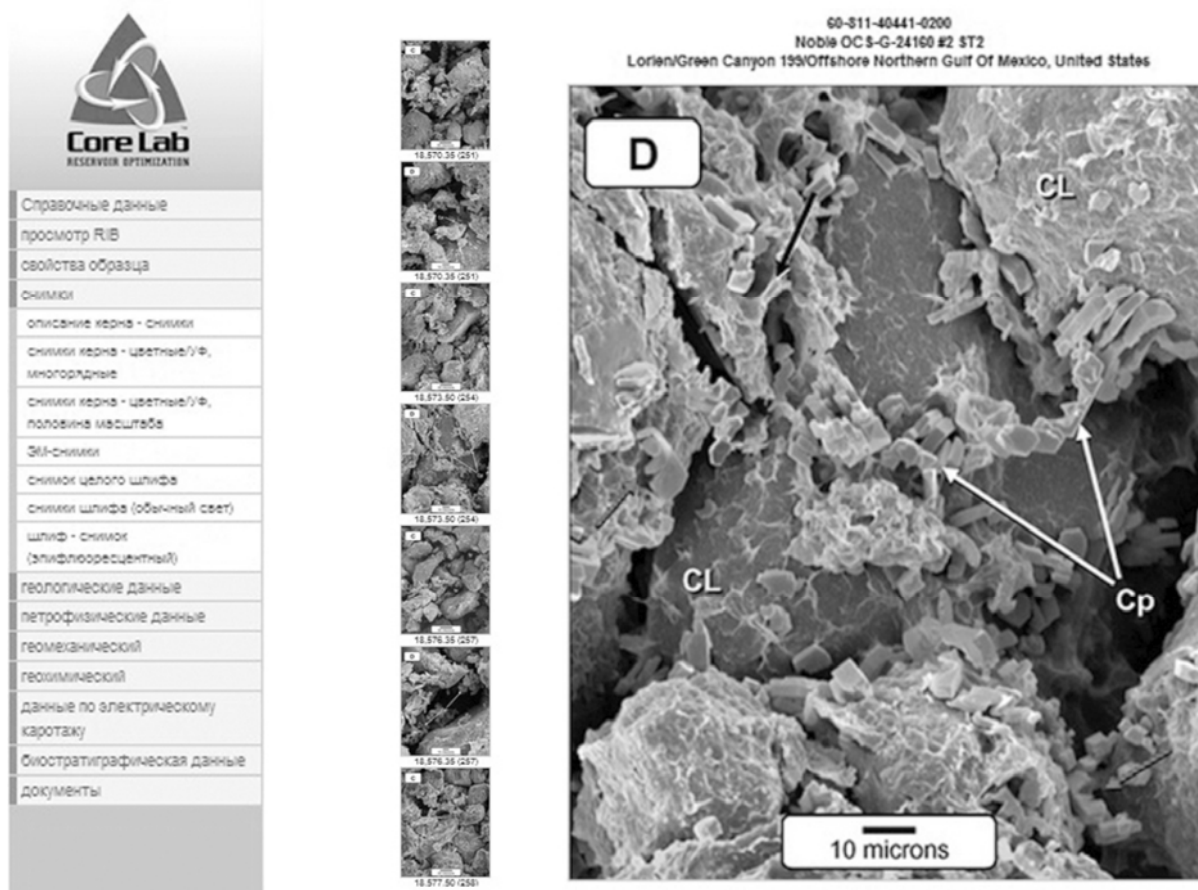 Core Lab
RESERVOIR OPTIMIZATION
Справочные данные
просмотр RIB
свойства образца
снимки
описание керна - снимки
снимки керна - цветные/УФ,
многорядные
снимки керна - цветные/УФ,
половина масштаба
ЭМ-снимки
снимок целого шлифа
снимки шлифа (обычный свет)
шлиф - снимок
(эпифлюоресцентный)
геологические данные
петрофизические данные
геомеханический
геохимический
данные по электрическому
каротажу
биостратиграфическая данные
документы
C
18,570.35 (251)
D
18,570.35 (251)
C
18,573.50 (254)
D
18,573.50 (254)
C
18,576.35 (257)
D
18,576.35 (257)
C
18,577.50 (258)
60-811-40441-0200
Noble OCS-G-24160 #2 ST2
Lorien/Green Canyon 199/Offshore Northern Gulf Of Mexico, United States
D
CL
CL
Cp
10 microns